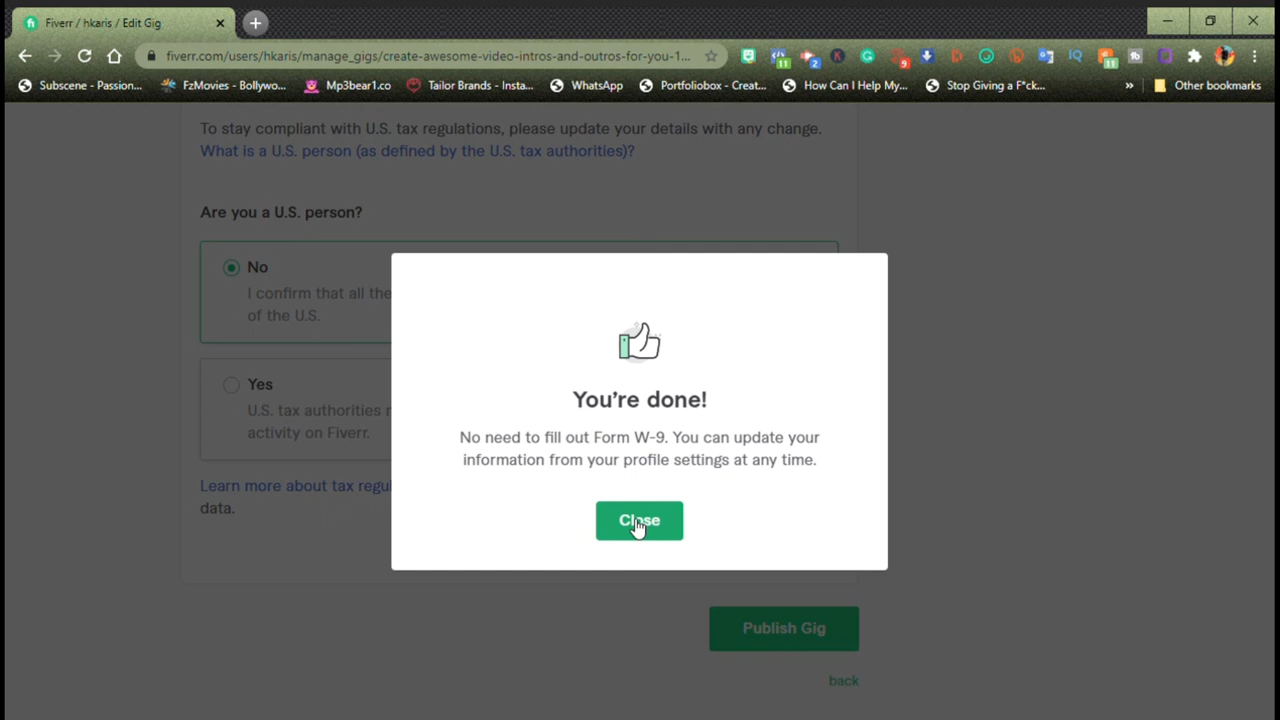 Fiverr / hkaris / Edit Gig
fiverr.com/users/hkaris/manage_gigs/create-awesome-video-intros-and-outros-for-you-1...
11
2
9
11
Subscene - Passion...
FzMovies - Bollywo...
Mp3bear1.co
Tailor Brands - Insta...
WhatsApp
Portfoliobox - Creat...
How Can I Help My...
Stop Giving a F*ck...
»
Other bookmarks
To stay compliant with U.S. tax regulations, please update your details with any change.
What is a U.S. person (as defined by the U.S. tax authorities)?
Are you a U.S. person?
No
I confirm that all the
of the U.S.
Yes
U.S. tax authorities
activity on Fiverr.
Learn more about tax regul
data.
You're done!
No need to fill out Form W-9. You can update your
information from your profile settings at any time.
Close
Publish Gig
back